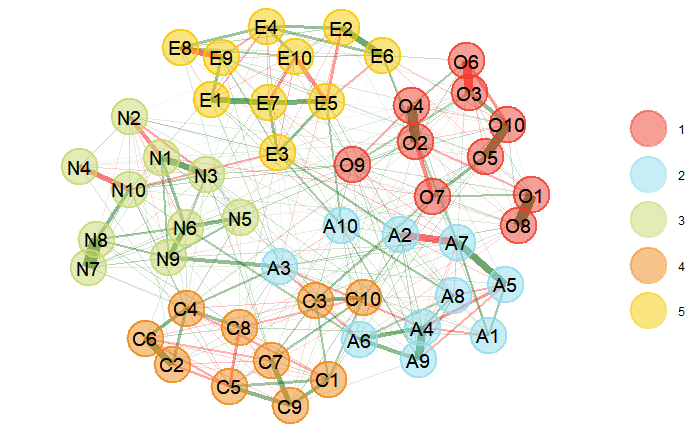 E4 E2
E8 E9 E10 E6
O6
E1 E7 E5 O4 O3
N2 O10
O2
N4 N1 N3 O9 O5
N10 O7 O1
E3
N5 A10 O8
N8 N6 A2 A7
N7 N9 A3
C3 C10 A8 A5
C4
C6 C8 A6 A4 A1
C2 C7 A9
C5 C1
C9
1
2
3
4
5